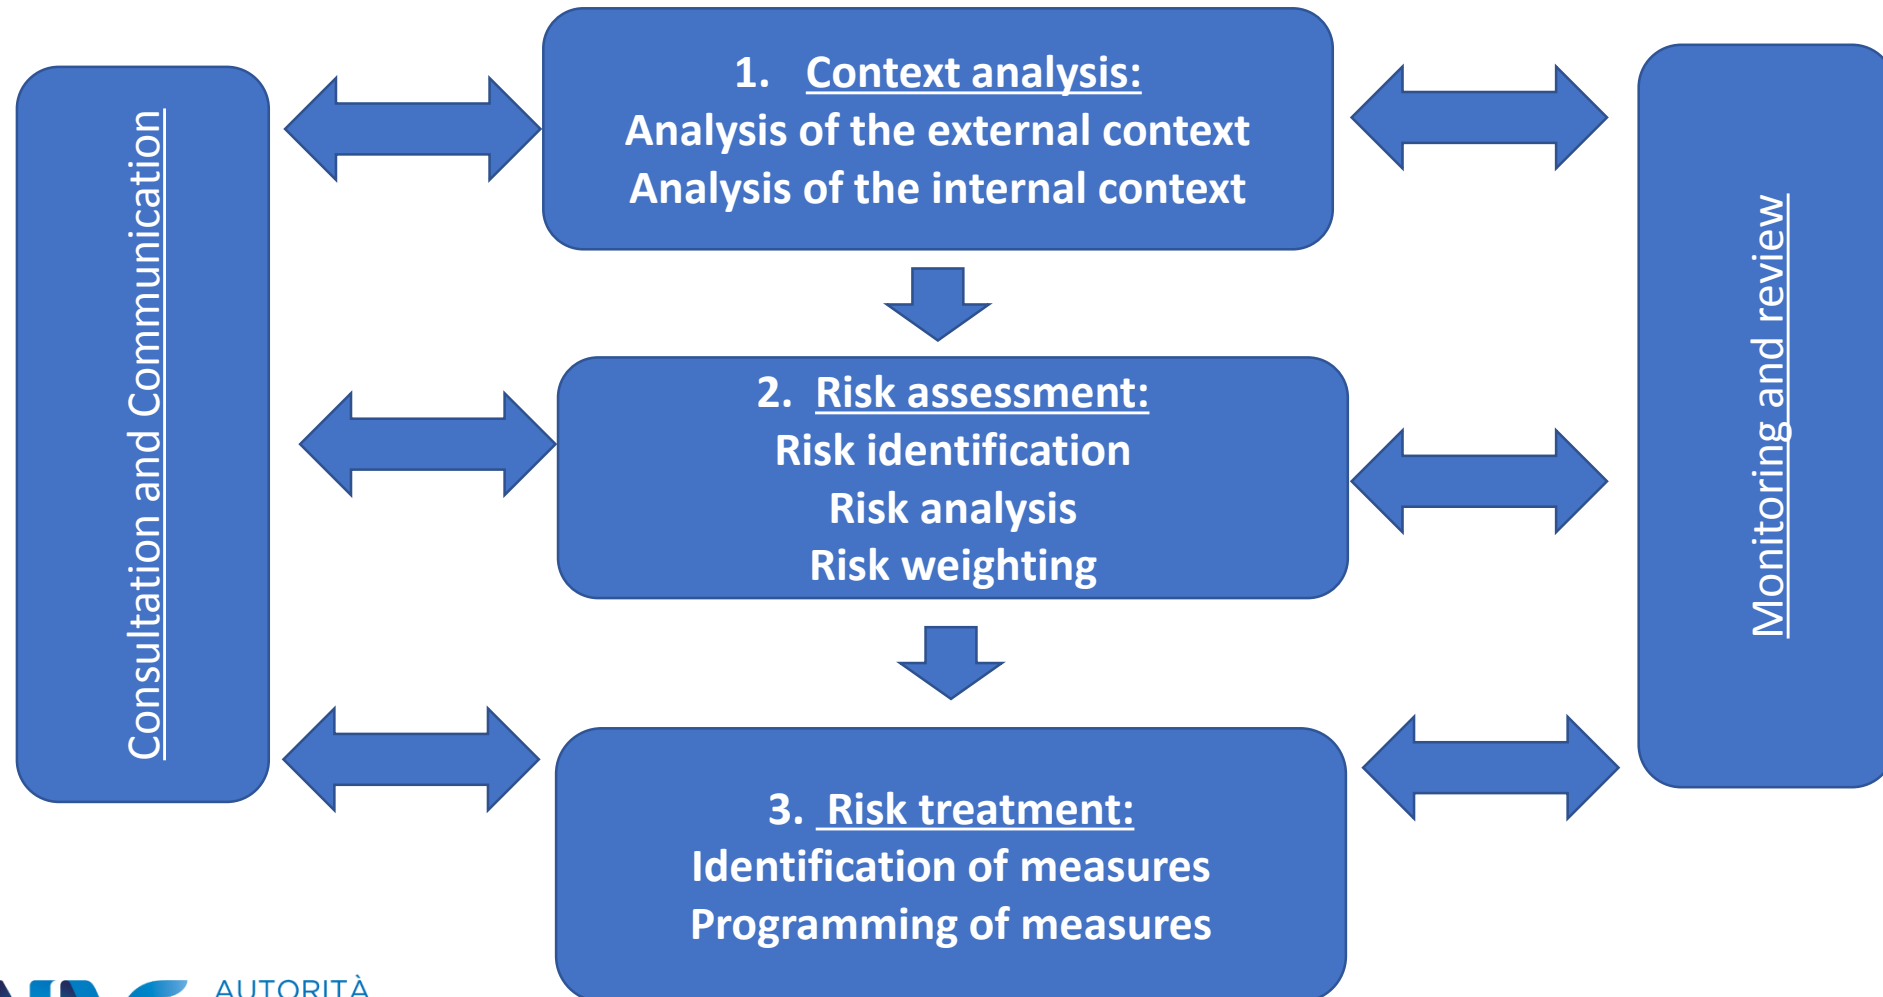 Consultation and Communication
1. Context analysis:
Analysis of the external context
Analysis of the internal context
2. Risk assessment:
Risk identification
Risk analysis
Risk weighting
3. Risk treatment:
Identification of measures
Programming of measures
Monitoring and review
AUTORITÀ